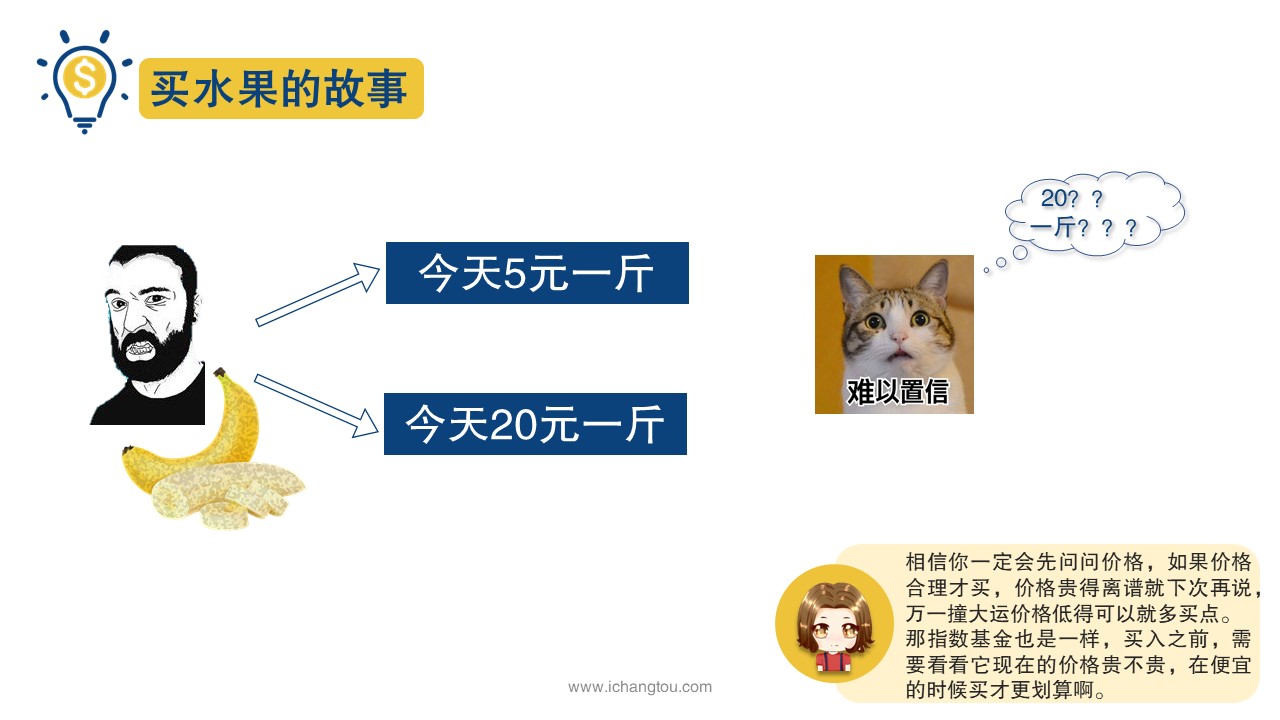 买水果的故事
20？？
一斤？？？
今天5元一斤
难以置信
今天20元一斤
相信你一定会先问问价格，如果价格
合理才买，价格贵得离谱就下次再说，
万一撞大运价格低得可以就多买点。
那指数基金也是一样，买入之前，需
要看看它现在的价格贵不贵，在便宜
的时候买才更划算啊。
www.ichangtou.com